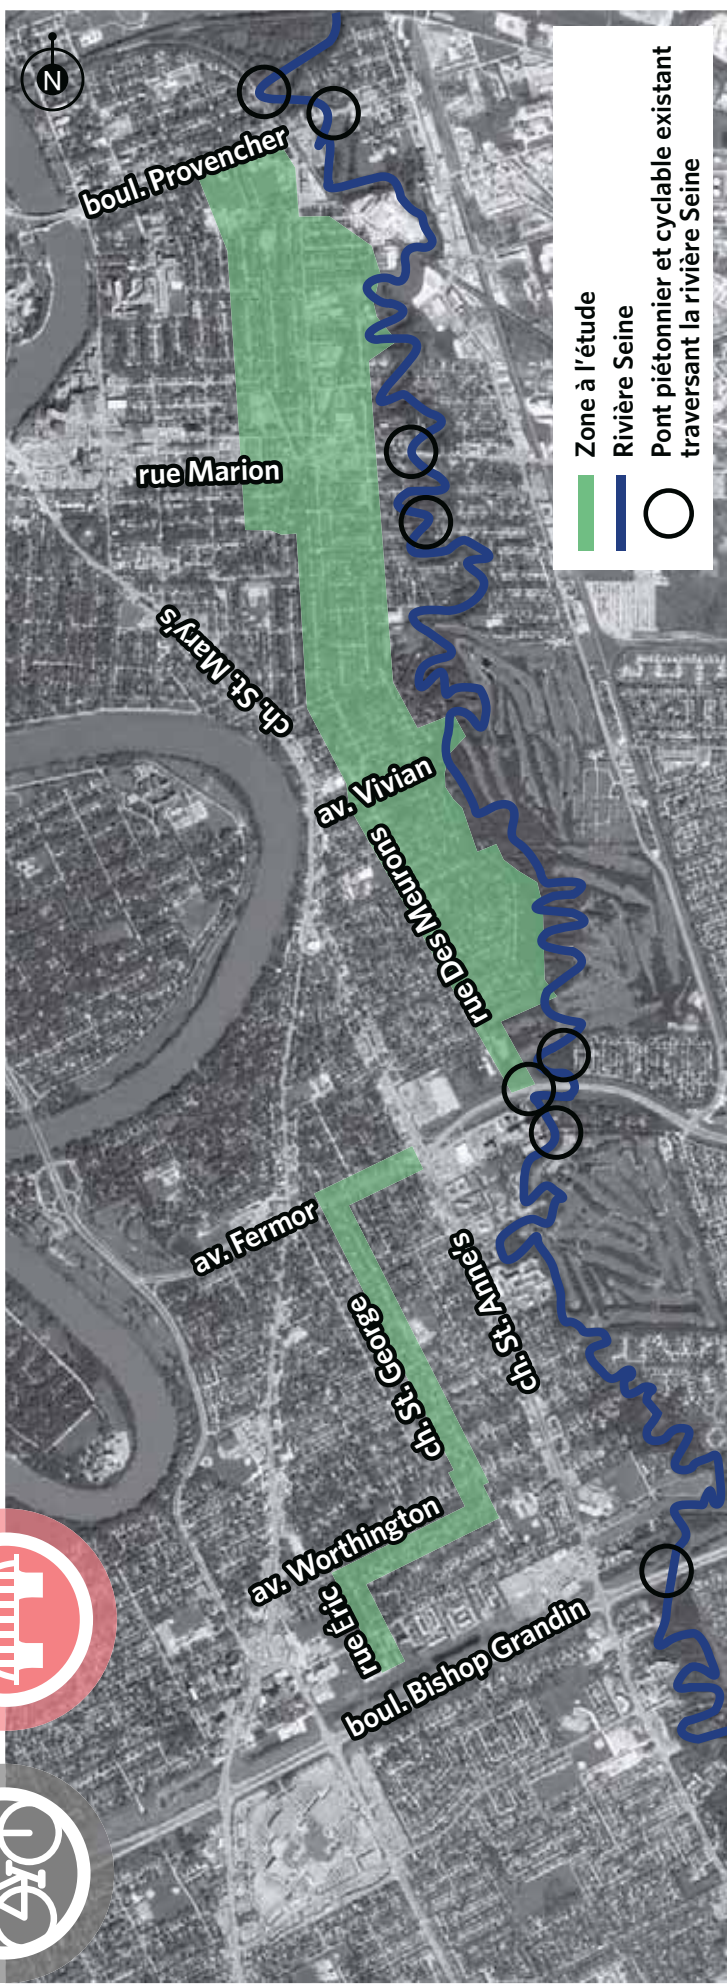 N
boul. Provencher
rue Marion
ch. St. Mary's
av. Vivian
rue Des Meurons
av. Fermor
ch. St. Anne's
ch. St. George
av. Worthington
rue Éric
boul. Bishop Grandin
Zone à l'étude
Rivière Seine
Pont piétonnier et cyclable existant
traversant la rivière Seine